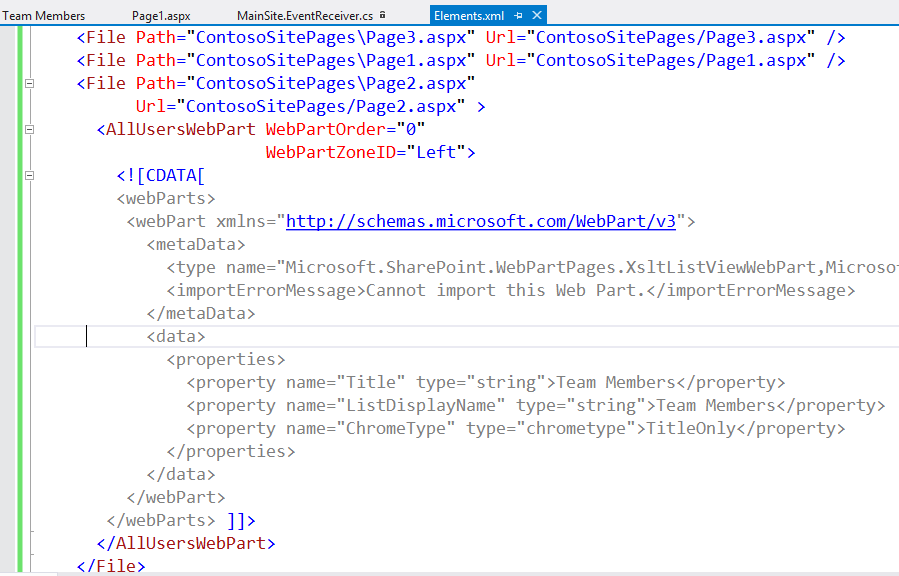 Team Members Page1.aspx MainSite.EventReceiver.cs Elements.xml
<File Path="ContosoSitePages\Page3.aspx" Url="ContosoSitePages/Page3.aspx" />
<File Path="ContosoSitePages\Page1.aspx" Url="ContosoSitePages/Page1.aspx" />
<File Path="ContosoSitePages\Page2.aspx"
Url="ContosoSitePages/Page2.aspx" >
<AllUsersWebPart WebPartOrder="0"
WebPartZoneID="Left">
<![CDATA[
<webParts>
<webPart xmlns="http://schemas.microsoft.com/WebPart/v3">
<metaData>
<type name="Microsoft.SharePoint.WebPartPages.XsltListViewWebPart,Microso
<importErrorMessage>Cannot import this Web Part.</importErrorMessage>
</metaData>
<data>
<properties>
<property name="Title" type="string">Team Members</property>
<property name="ListDisplayName" type="string">Team Members</property>
<property name="ChromeType" type="chrometype">TitleOnly</property>
</properties>
</data>
</webPart>
</webParts> ]]>
</AllUsersWebPart>
</File>